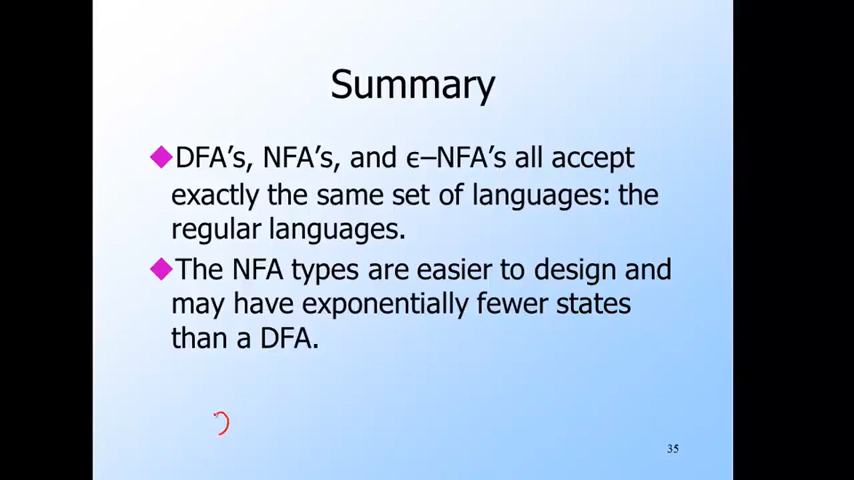 Summary
DFA’s, NFA’s, and ϵ–NFA’s all accept
exactly the same set of languages: the
regular languages.
The NFA types are easier to design and
may have exponentially fewer states
than a DFA.
35